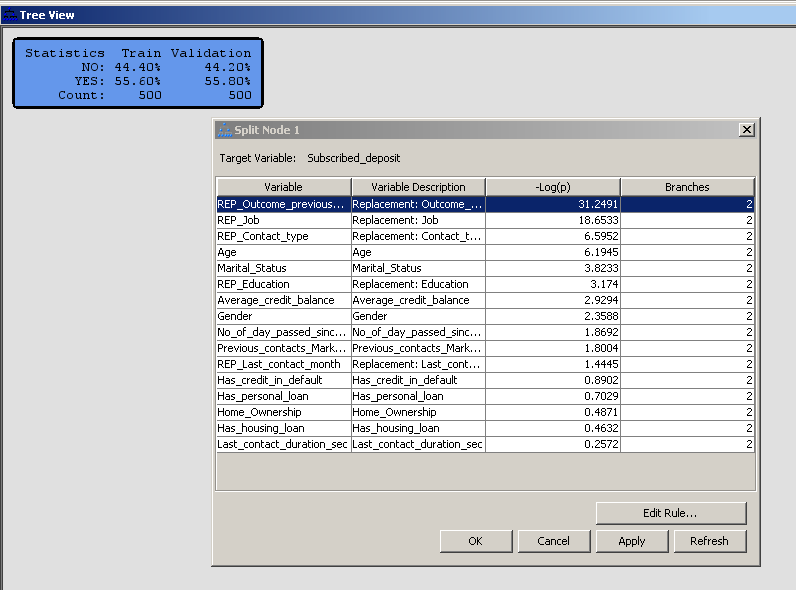 Tree View
Statistics Train Validation
NO: 44.40% 44.20%
YES: 55.60% 55.80%
Count: 500 500
Split Node 1
Target Variable: Subscribed_deposit
Variable Variable Description -Log(p) Branches
REP_Outcome_previous... Replacement: Outcome_... 31.2491 2
REP_Job Replacement: Job 18.6533 2
REP_Contact_type Replacement: Contact_t... 6.5952 2
Age Age 6.1945 2
Marital_Status Marital_Status 3.8233 2
REP_Education Replacement: Education 3.174 2
Average_credit_balance Average_credit_balance 2.9294 2
Gender Gender 2.3588 2
No_of_day_passed_sinc... No_of_day_passed_sinc... 1.8692 2
Previous_contacts_Mark... Previous_contacts_Mark... 1.8004 2
REP_Last_contact_month Replacement: Last_cont... 1.4445 2
Has_credit_in_default Has_credit_in_default 0.8902 2
Has_personal_loan Has_personal_loan 0.7029 2
Home_Ownership Home_Ownership 0.4871 2
Has_housing_loan Has_housing_loan 0.4632 2
Last_contact_duration_sec Last_contact_duration_sec 0.2572 2
Edit Rule...
OK Cancel Apply Refresh